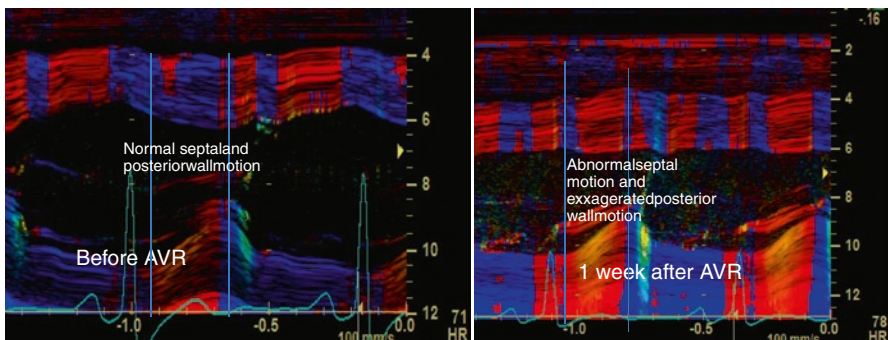 4
6
Normal septaland
posteriorwallmotion
8
10
Before AVR
12
71
HR
-1.0
-0.5
0.0
100 mm/s
-.16
2
4
6
Abnormalseptal
motion and
exxagerated posterior
wallmotion
8
10
1 week after AVR
12
78
HR
-1.0
-0.5
0.0
100 mm/s